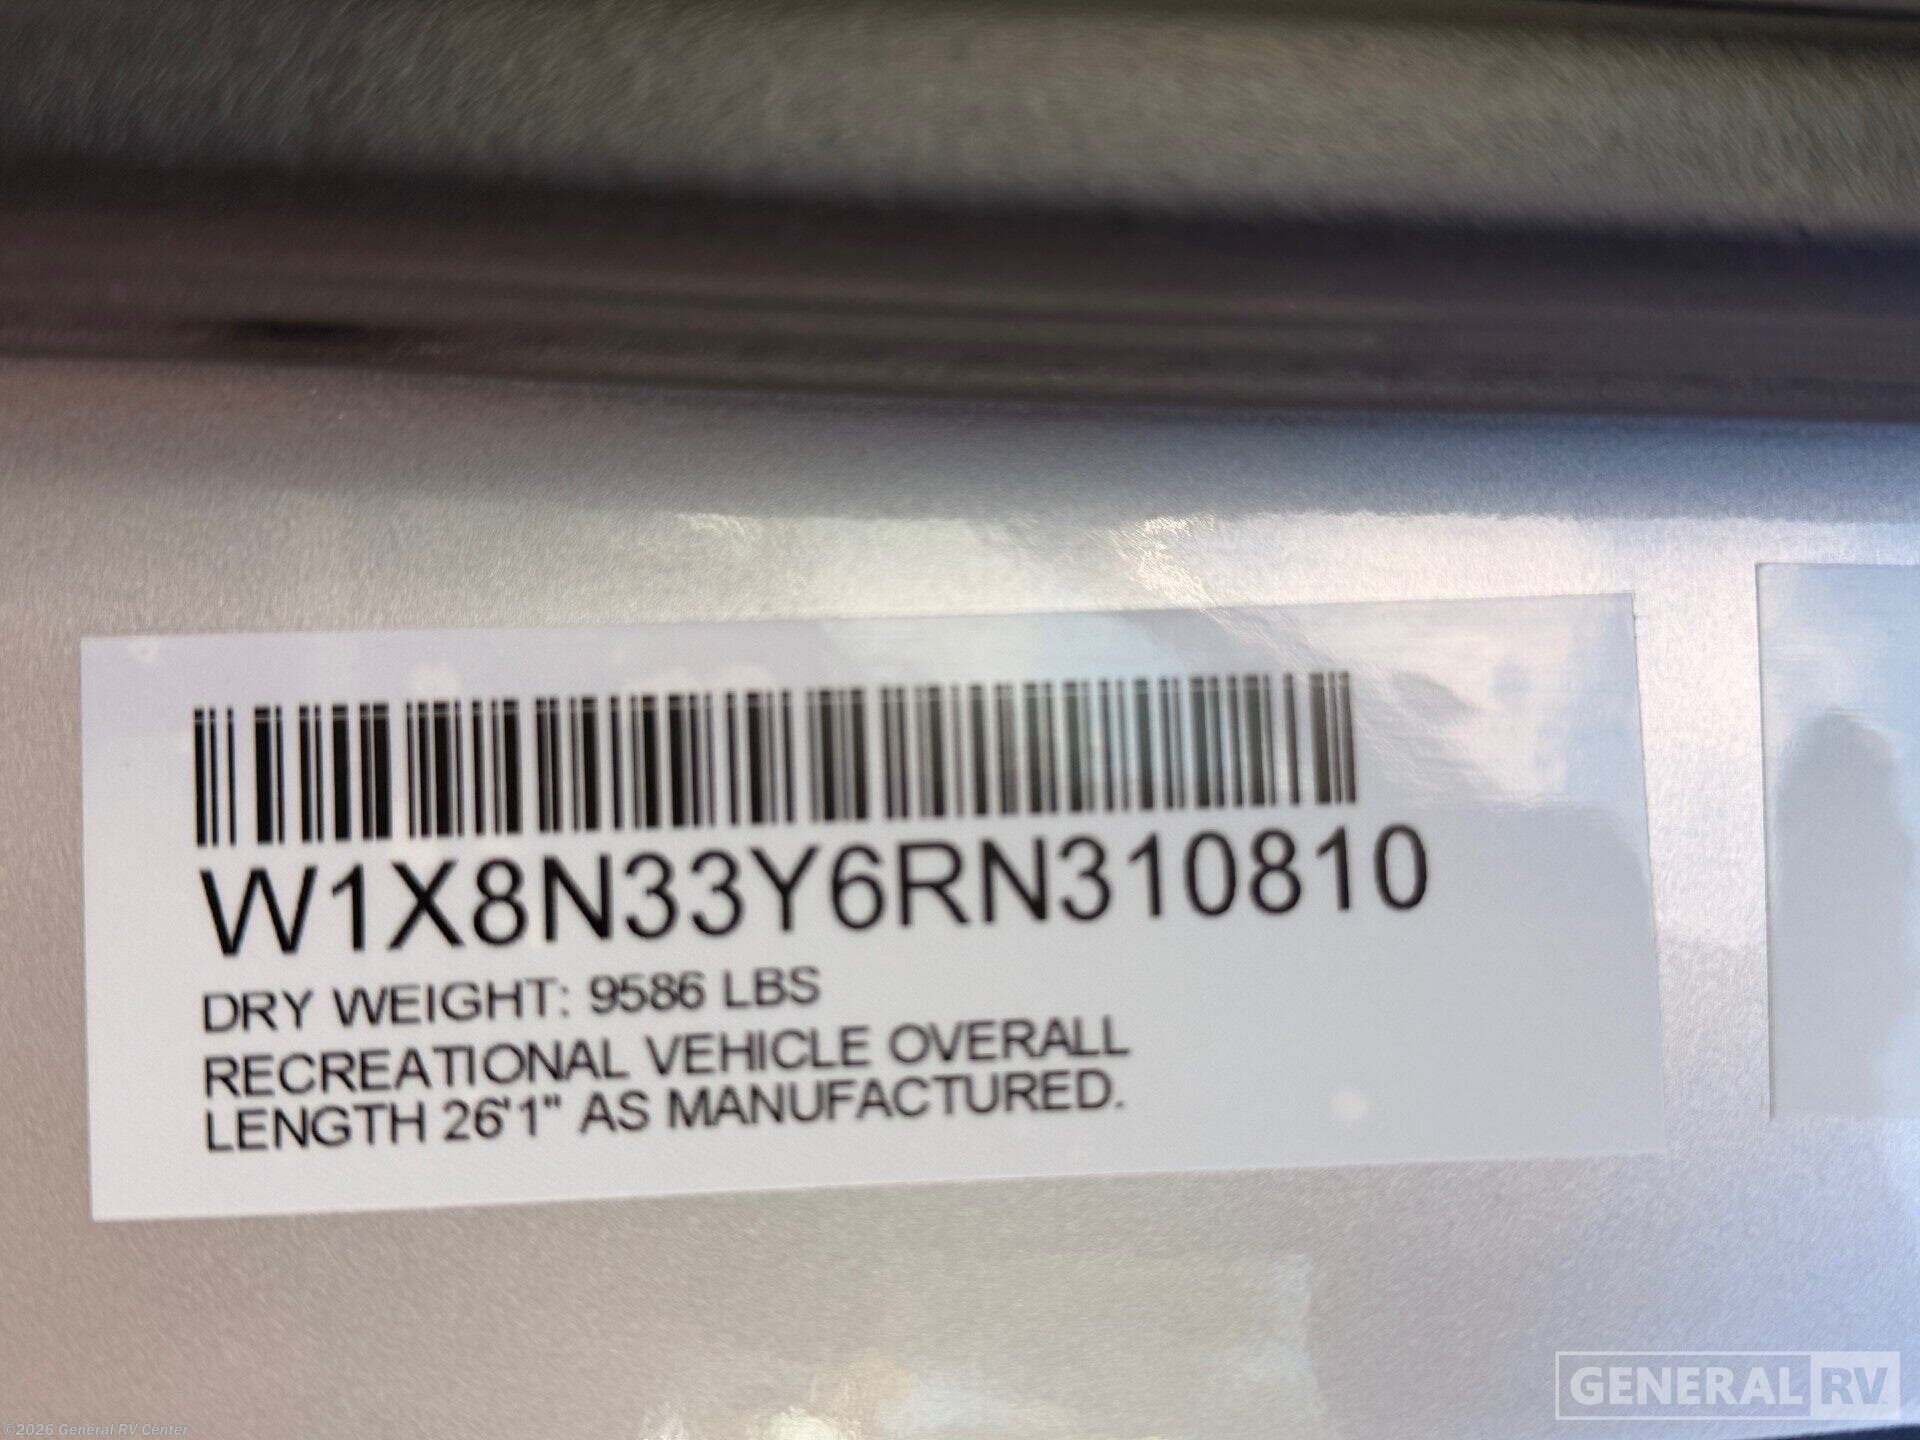 W1X8N33Y6RN310810
DRY WEIGHT: 9586 LBS
RECREATIONAL VEHICLE OVERALL
LENGTH 26'1" AS MANUFACTURED.
GENERAL RV
©2026 General RV Center